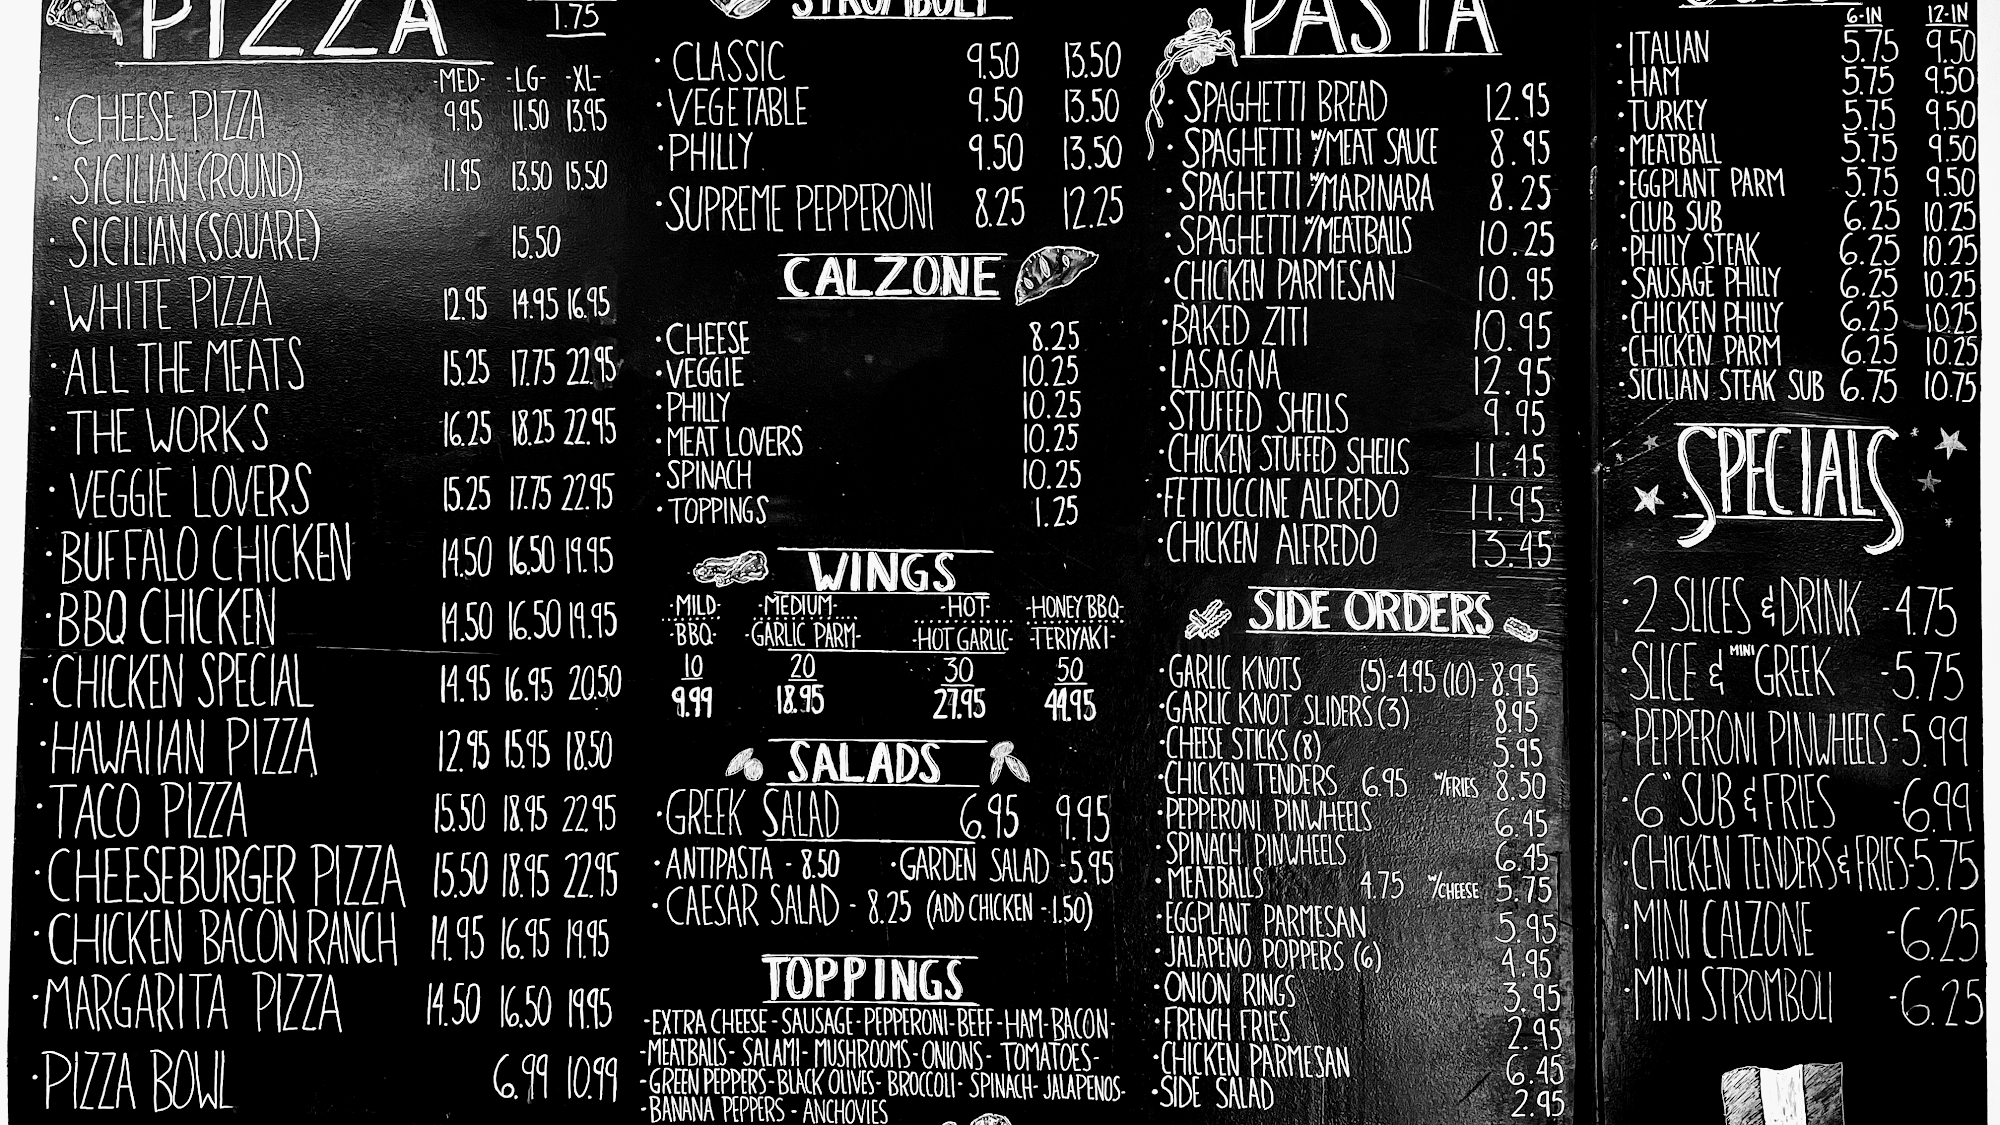 PIZZA
1.75
-MED- -LG- -XL-
·CHEESE PIZZA 9.95 11.50 13.95
·SICILIAN (ROUND) 11.95 13.50 15.50
·SICILIAN (SQUARE) 15.50
·WHITE PIZZA 12.95 14.95 16.95
·ALL THE MEATS 15.25 17.75 22.95
·THE WORKS 16.25 18.25 22.95
·VEGGIE LOVERS 15.25 17.75 22.95
·BUFFALO CHICKEN 14.50 16.50 19.95
·BBQ CHICKEN 14.50 16.50 19.95
·CHICKEN SPECIAL 14.95 16.95 20.50
·HAWAIIAN PIZZA 12.95 15.95 18.50
·TACO PIZZA 15.50 18.95 22.95
·CHEESEBURGER PIZZA 15.50 18.95 22.95
·CHICKEN BACON RANCH 14.95 16.95 19.95
·MARGARITA PIZZA 14.50 16.50 19.95
·PIZZA BOWL 6.99 10.99
STROMBOLI
·CLASSIC 9.50 13.50
·VEGETABLE 9.50 13.50
·PHILLY 9.50 13.50
·SUPREME PEPPERONI 8.25 12.25
CALZONE
·CHEESE 8.25
·VEGGIE 10.25
·PHILLY 10.25
·MEAT LOVERS 10.25
·SPINACH 10.25
·TOPPINGS 1.25
WINGS
-MILD- -MEDIUM- -HOT- -HONEY BBQ-
-BBQ- -GARLIC PARM- -HOT GARLIC- -TERIYAKI-
10 20 30 50
9.99 18.95 27.95 44.95
SALADS
·GREEK SALAD 6.95 9.95
·ANTIPASTA - 8.50 ·GARDEN SALAD -5.95
·CAESAR SALAD - 8.25 (ADD CHICKEN -1.50)
TOPPINGS
-EXTRA CHEESE - SAUSAGE - PEPPERONI- BEEF - HAM- BACON-
-MEATBALLS- SALAMI- MUSHROOMS- ONIONS- TOMATOES-
-GREEN PEPPERS- BLACK OLIVES- BROCCOLI- SPINACH- JALAPENOS-
-BANANA PEPPERS - ANCHOVIES
PASTA
·SPAGHETTI BREAD 12.95
·SPAGHETTI W/MEAT SAUCE 8.95
·SPAGHETTI W/MARINARA 8.25
·SPAGHETTI W/MEATBALLS 10.25
·CHICKEN PARMESAN 10.95
·BAKED ZITI 10.95
·LASAGNA 12.95
·STUFFED SHELLS 9.95
·CHICKEN STUFFED SHELLS 11.45
·FETTUCCINE ALFREDO 11.95
·CHICKEN ALFREDO 13.45
SIDE ORDERS
·GARLIC KNOTS (5)-4.95 (10)-8.95
·GARLIC KNOT SLIDERS (3) 8.95
·CHEESE STICKS (8) 5.95
·CHICKEN TENDERS 6.95 W/FRIES 8.50
·PEPPERONI PINWHEELS 6.45
·SPINACH PINWHEELS 6.45
·MEATBALLS 4.75 W/CHEESE 5.75
·EGGPLANT PARMESAN 5.95
·JALAPENO POPPERS (6) 4.95
·ONION RINGS 3.95
·FRENCH FRIES 2.95
·CHICKEN PARMESAN 6.45
·SIDE SALAD 2.95
6-IN 12-IN
·ITALIAN 5.75 9.50
·HAM 5.75 9.50
·TURKEY 5.75 9.50
·MEATBALL 5.75 9.50
·EGGPLANT PARM 5.75 9.50
·CLUB SUB 6.25 10.25
·PHILLY STEAK 6.25 10.25
·SAUSAGE PHILLY 6.25 10.25
·CHICKEN PHILLY 6.25 10.25
·CHICKEN PARM 6.25 10.25
·SICILIAN STEAK SUB 6.75 10.75
SPECIALS
·2 SLICES & DRINK -4.75
·SLICE & MINI GREEK -5.75
·PEPPERONI PINWHEELS -5.99
·6" SUB & FRIES -6.99
·CHICKEN TENDERS & FRIES-5.75
·MINI CALZONE -6.25
·MINI STROMBOLI -6.25